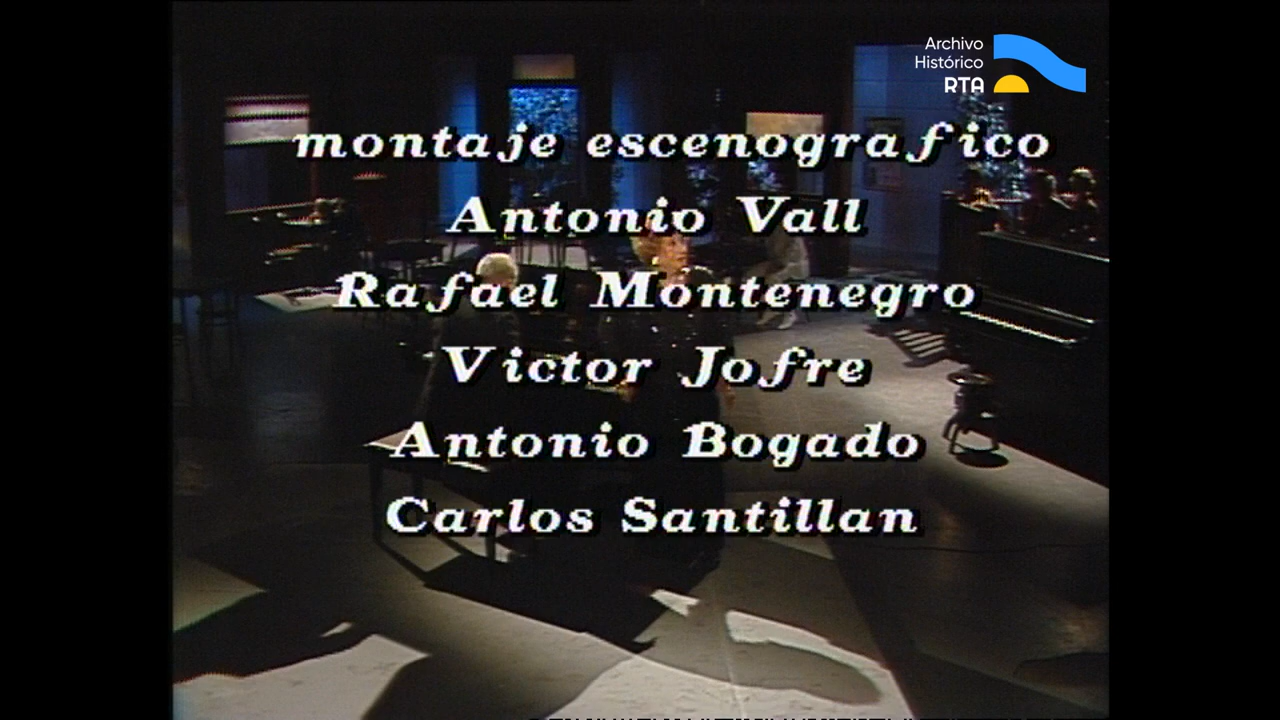 Archivo
Histórico
RTA
montaje escenografico
Antonio Vall
Rafael Montenegro
Victor Jofre
Antonio Bogado
Carlos Santillan